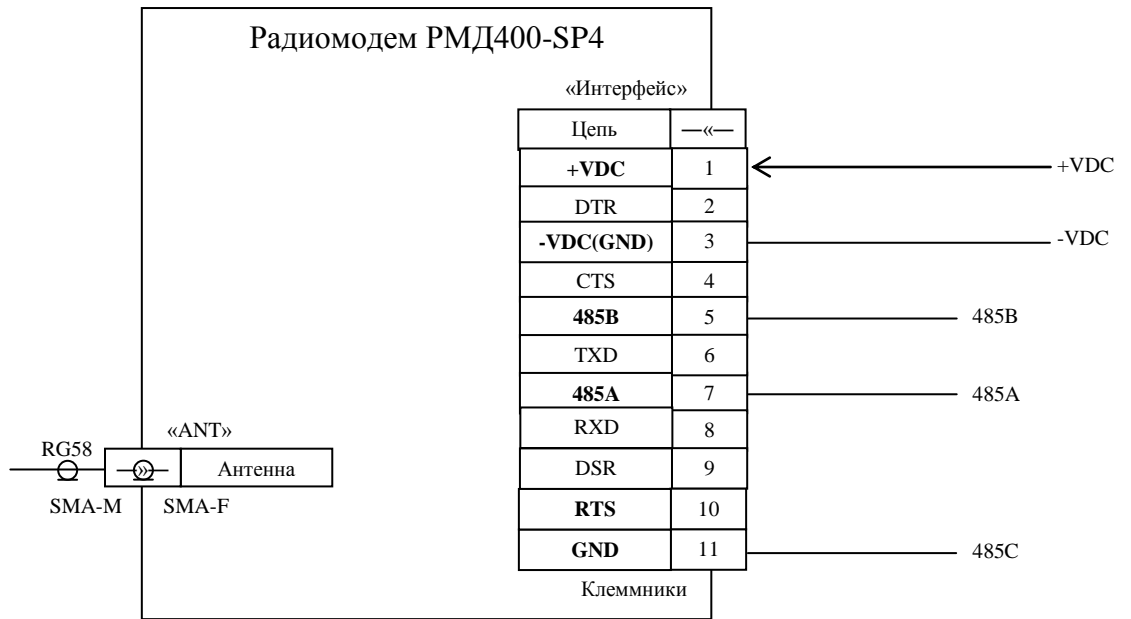 Радиомодем РМД400-SP4
«Интерфейс»
Цепь —«—
+VDC 1 +VDC
DTR 2
-VDC(GND) 3 -VDC
CTS 4
485B 5 485B
TXD 6
485A 7 485A
RXD 8
DSR 9
RTS 10
GND 11 485C
Клеммники
«ANT»
RG58
» Антенна
SMA-M SMA-F